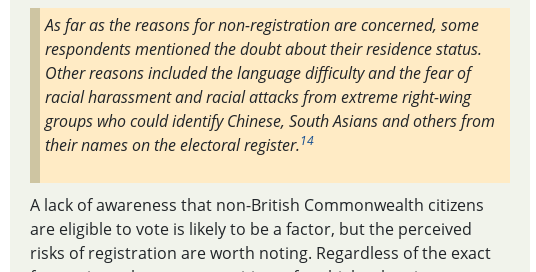 As far as the reasons for non-registration are concerned, some
respondents mentioned the doubt about their residence status.
Other reasons included the language difficulty and the fear of
racial harassment and racial attacks from extreme right-wing
groups who could identify Chinese, South Asians and others from
their names on the electoral register.14
A lack of awareness that non-British Commonwealth citizens
are eligible to vote is likely to be a factor, but the perceived
risks of registration are worth noting. Regardless of the exact